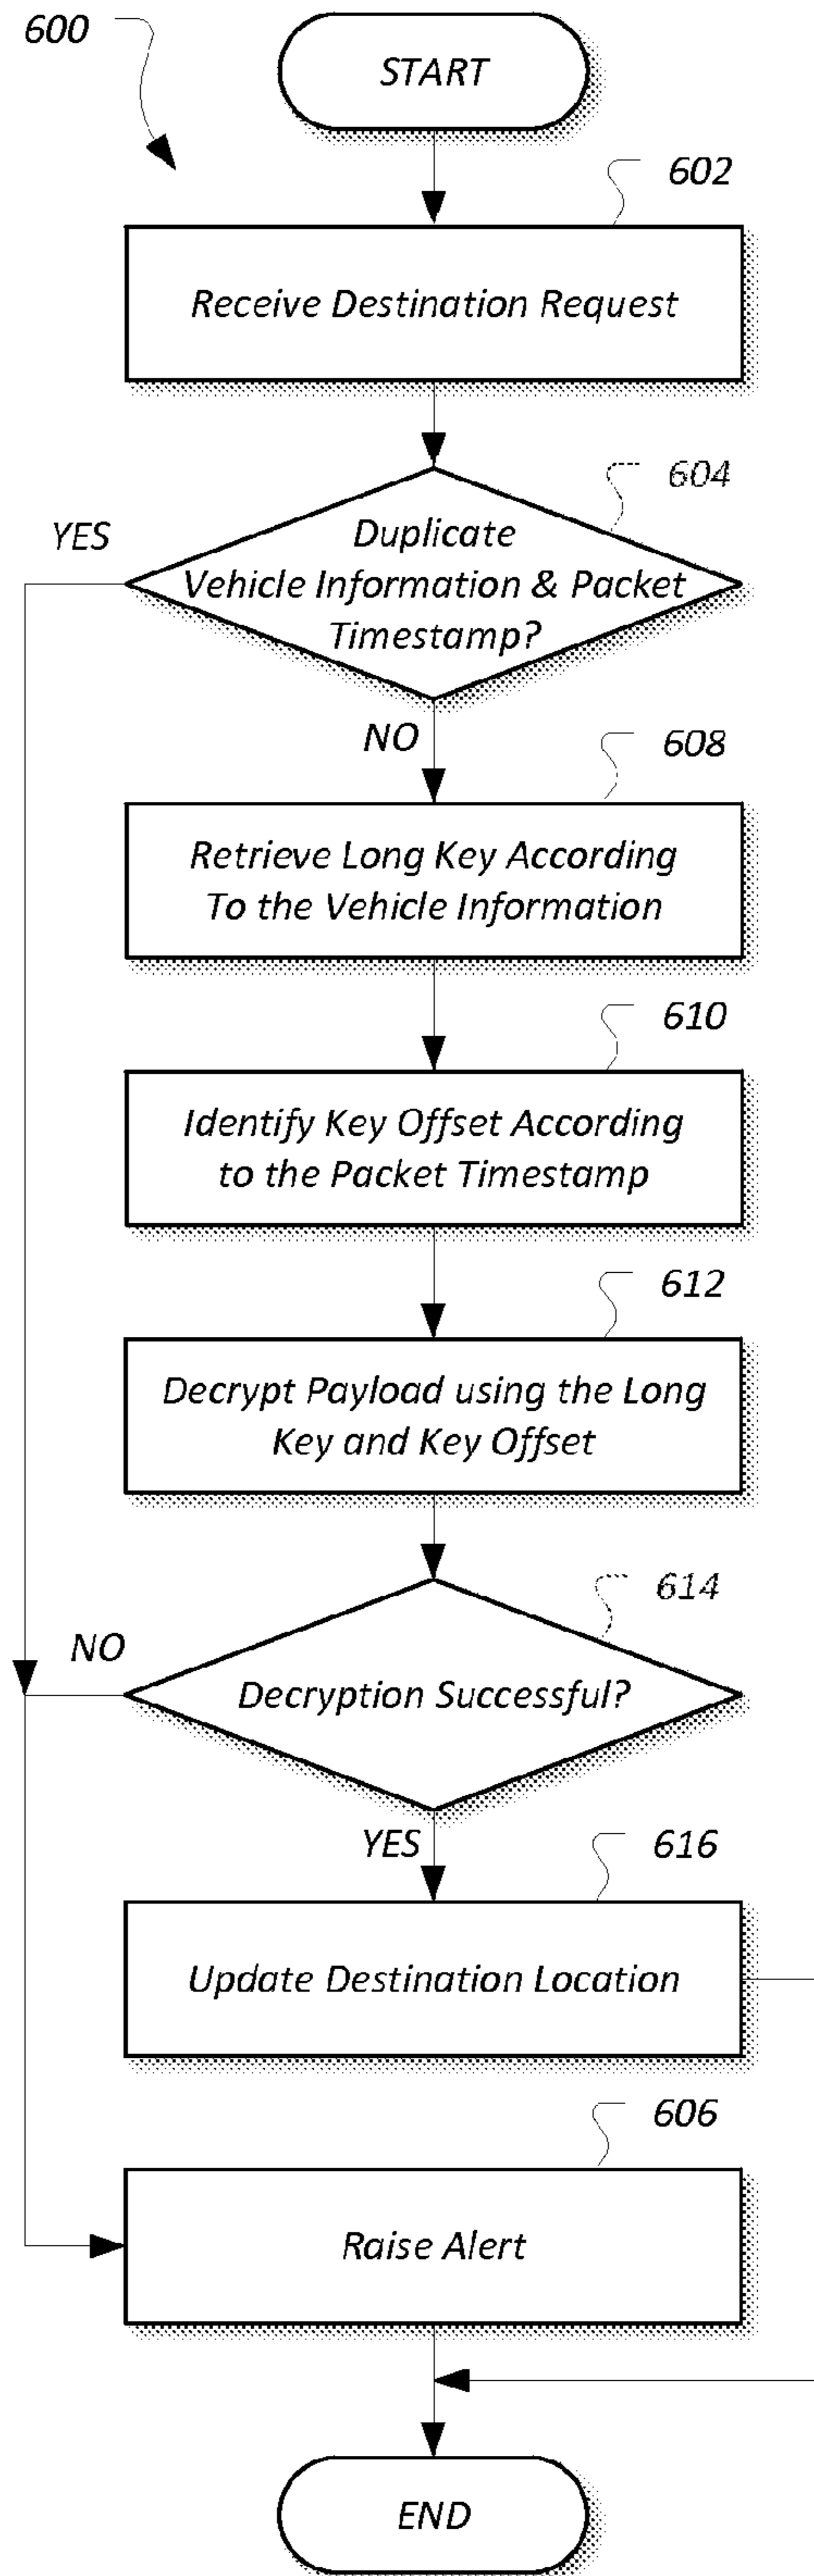 600
START
602
Receive Destination Request
604
YES
Duplicate
Vehicle Information & Packet
Timestamp?
NO
608
Retrieve Long Key According
To the Vehicle Information
610
Identify Key Offset According
to the Packet Timestamp
612
Decrypt Payload using the Long
Key and Key Offset
614
NO
Decryption Successful?
YES
616
Update Destination Location
606
Raise Alert
END